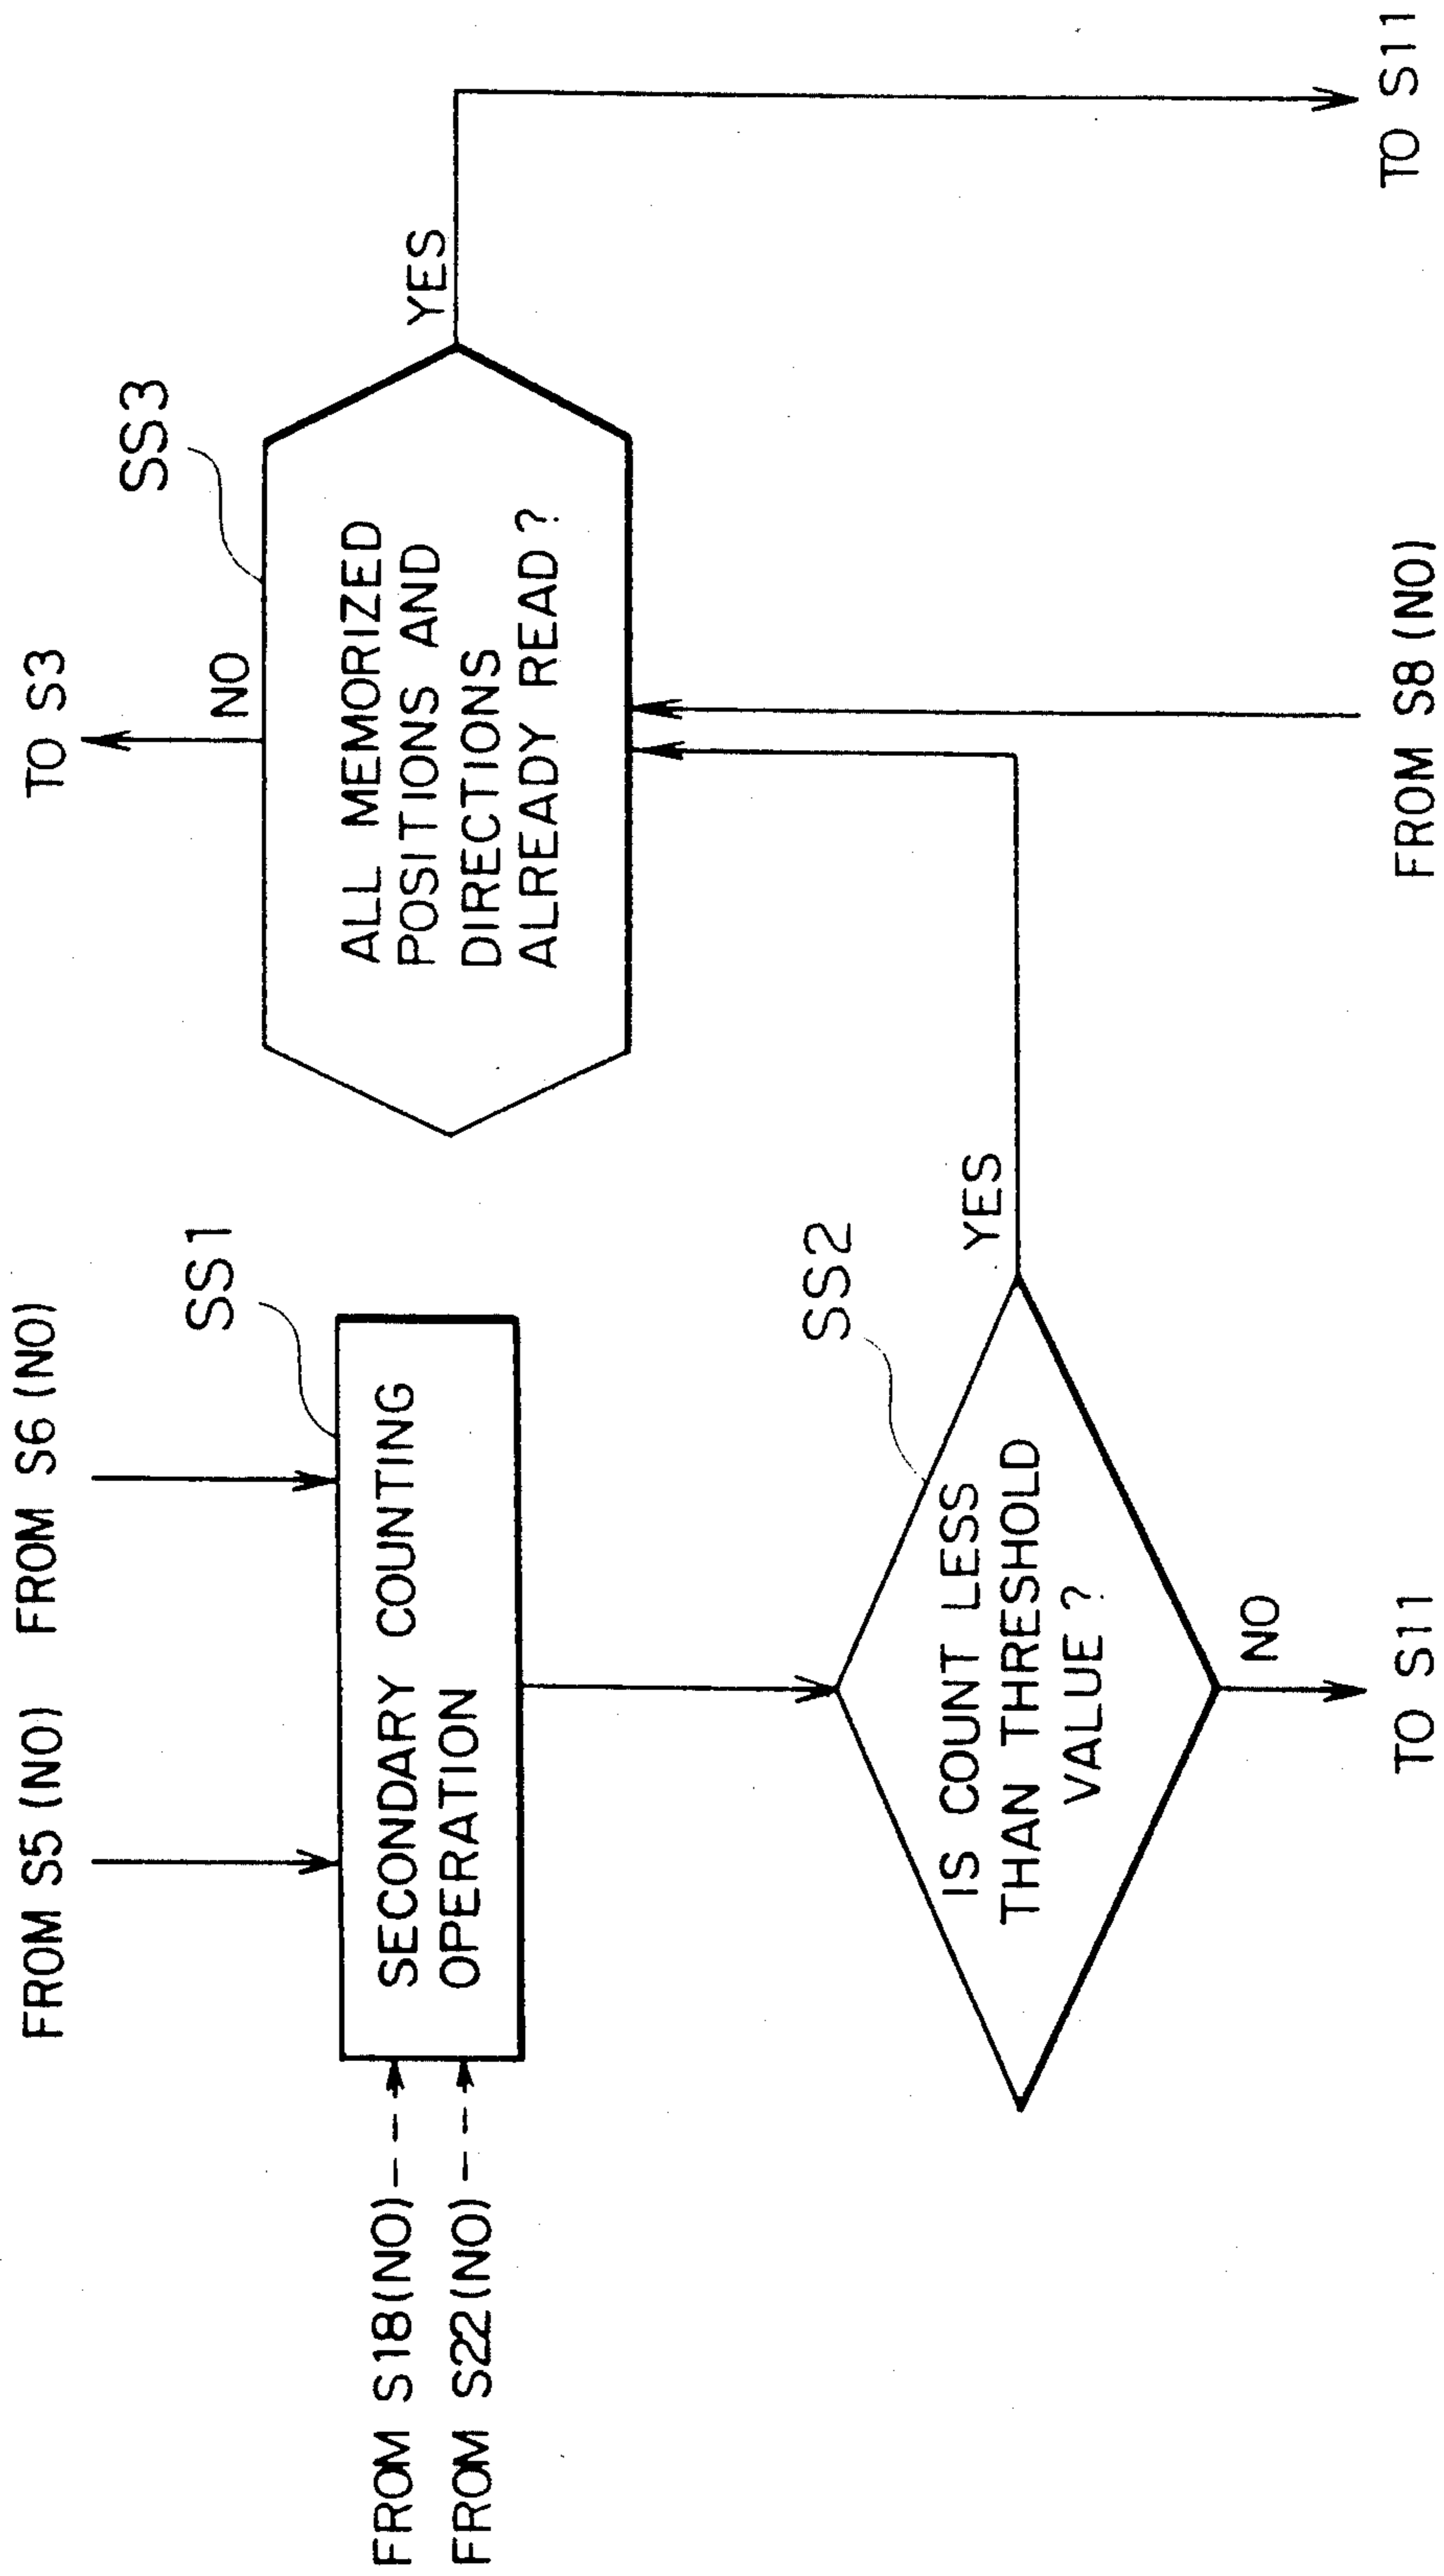 FROM S5 (NO)
FROM S6 (NO)
SS1
SECONDARY COUNTING
OPERATION
FROM S18 (NO)
FROM S22 (NO)
SS2
IS COUNT LESS
THAN THRESHOLD
VALUE ?
YES
NO
TO S11
TO S3
NO
SS3
ALL MEMORIZED
POSITIONS AND
DIRECTIONS
ALREADY READ ?
YES
FROM S8 (NO)
TO S11